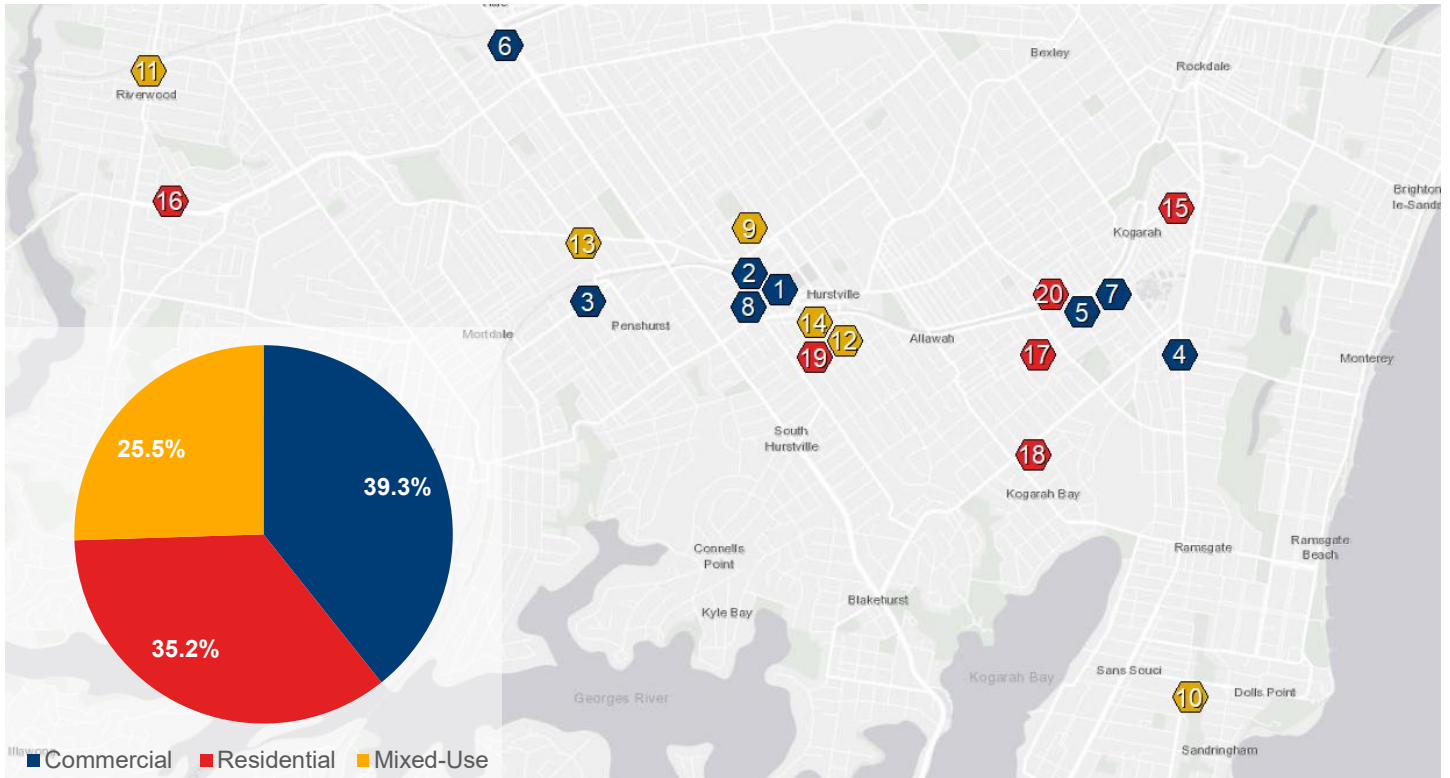 6
11
Riverwood
Bexley
Rockdale
16
Brighton
le-Sands
15
Kogarah
9
13
2
1
8
Hurstville
3
Penshurst
Mortdale
14
12
19
Allawah
20
5
7
17
4
Monterey
South
Hurstville
18
Kogarah Bay
Connells
Point
Ramsgate
Ramsgate
Beach
Kyle Bay
Blakehurst
Georges River
Kogarah Bay
Sans Souci
10
Dolls Point
Sandringham
25.5%
39.3%
35.2%
Illawong
Commercial
Residential
Mixed-Use